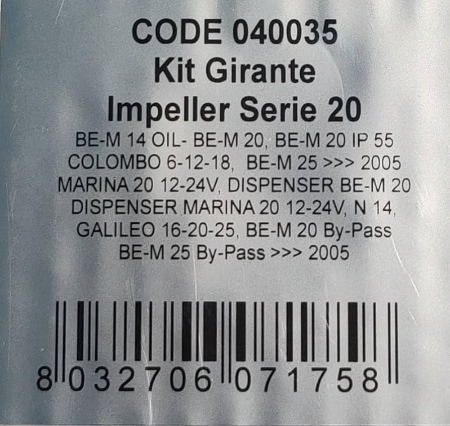 CODE 040035
Kit Girante
Impeller Serie 20
BE-M 14 OIL- BE-M 20, BE-M 20 IP 55
COLOMBO 6-12-18, BE-M 25 >>> 2005
MARINA 20 12-24V, DISPENSER BE-M 20
DISPENSER MARINA 20 12-24V, N 14,
GALILEO 16-20-25, BE-M 20 By-Pass
BE-M 25 By-Pass >>> 2005
8 032706 071758